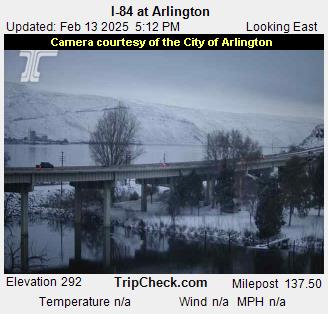 I-84 at Arlington
Updated: Feb 13 2025 5:12 PM Looking East
Camera courtesy of the City of Arlington
Elevation 292 TripCheck.com Milepost 137.50
Temperature n/a Wind n/a MPH n/a